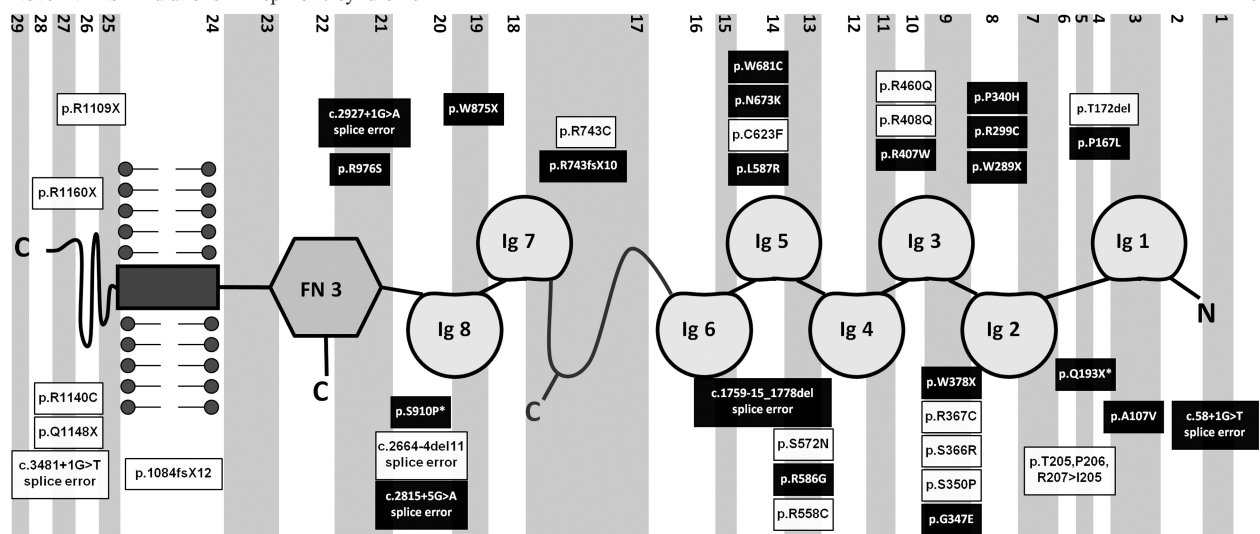 29
28
27
26
25
24
23
22
21
20
19
18
17
16
15
13
12
11
10
9
8
7
6
5
4
3
2
1
p.R1109X
p.R1160X
c.2927+1G>A
splice error
p.R976S
p.W875X
p.R743C
p.R743fsX10
p.W681C
p.N673K
p.C623F
p.L587R
p.R460Q
p.R408Q
p.R407W
p.P340H
p.R299C
p.W289X
p.T172del
p.P167L
C
FN 3
Ig 8
Ig 7
Ig 6
Ig 5
Ig 4
Ig 3
Ig 2
Ig 1
N
C
C
p.R1140C
p.Q1148X
c.3481+1G>T
splice error
p.1084fsX12
p.S910P*
c.2664-4del11
splice error
c.2815+5G>A
splice error
c.1759-15_1778del
splice error
p.S572N
p.R586G
p.R558C
p.W378X
p.R367C
p.S366R
p.S350P
p.G347E
p.Q193X*
p.A107V
p.T205,P206,
R207>I205
c.58+1G>T
splice error